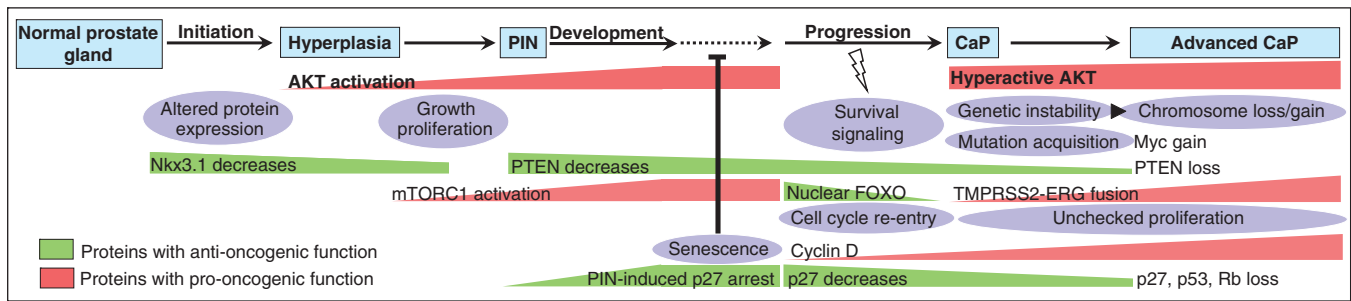 Normal prostate
gland
Initiation
Hyperplasia
PIN
Development
Progression
CaP
Advanced CaP
AKT activation
Hyperactive AKT
Altered protein
expression
Growth
proliferation
Survival
signaling
Genetic instability
Chromosome loss/gain
Mutation acquisition
Myc gain
Nkx3.1 decreases
PTEN decreases
PTEN loss
mTORC1 activation
Nuclear FOXO
TMPRSS2-ERG fusion
Cell cycle re-entry
Unchecked proliferation
Proteins with anti-oncogenic function
Senescence
Cyclin D
Proteins with pro-oncogenic function
PIN-induced p27 arrest
p27 decreases
p27, p53, Rb loss